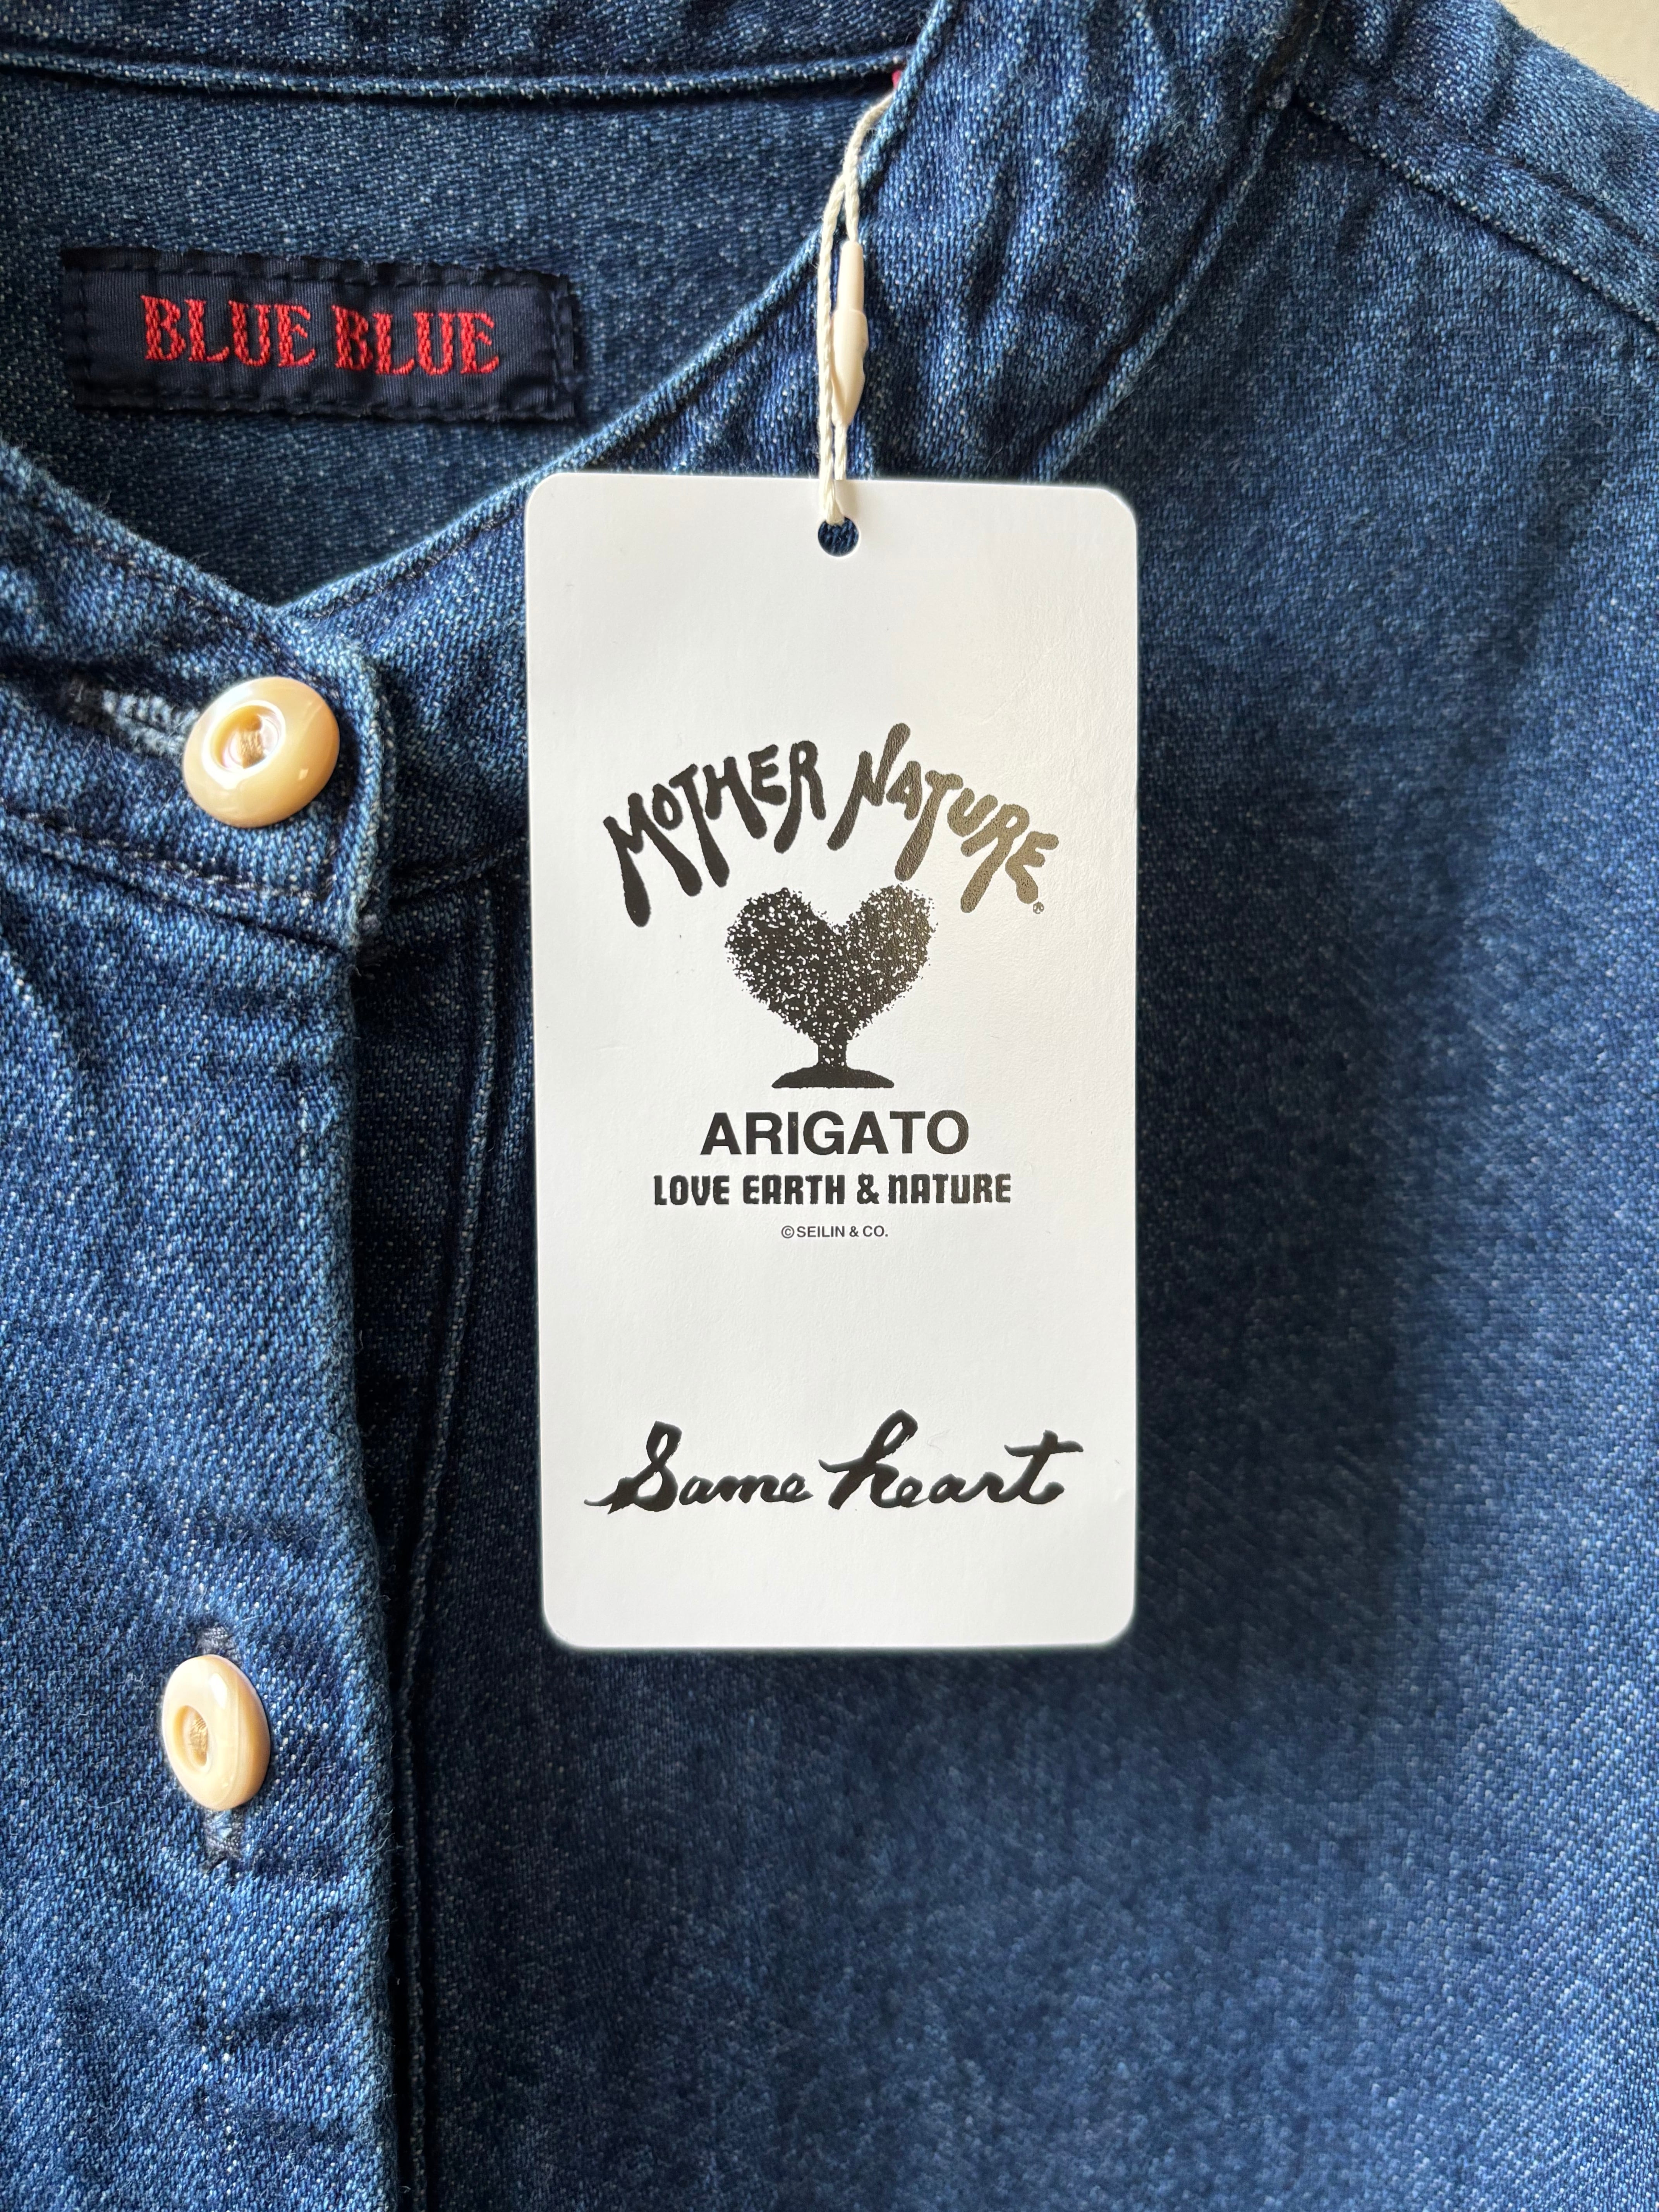 BLUE BLUE
MOTHER NATURE®
ARIGATO
LOVE EARTH & NATURE
©SEILIN & CO.
Same heart